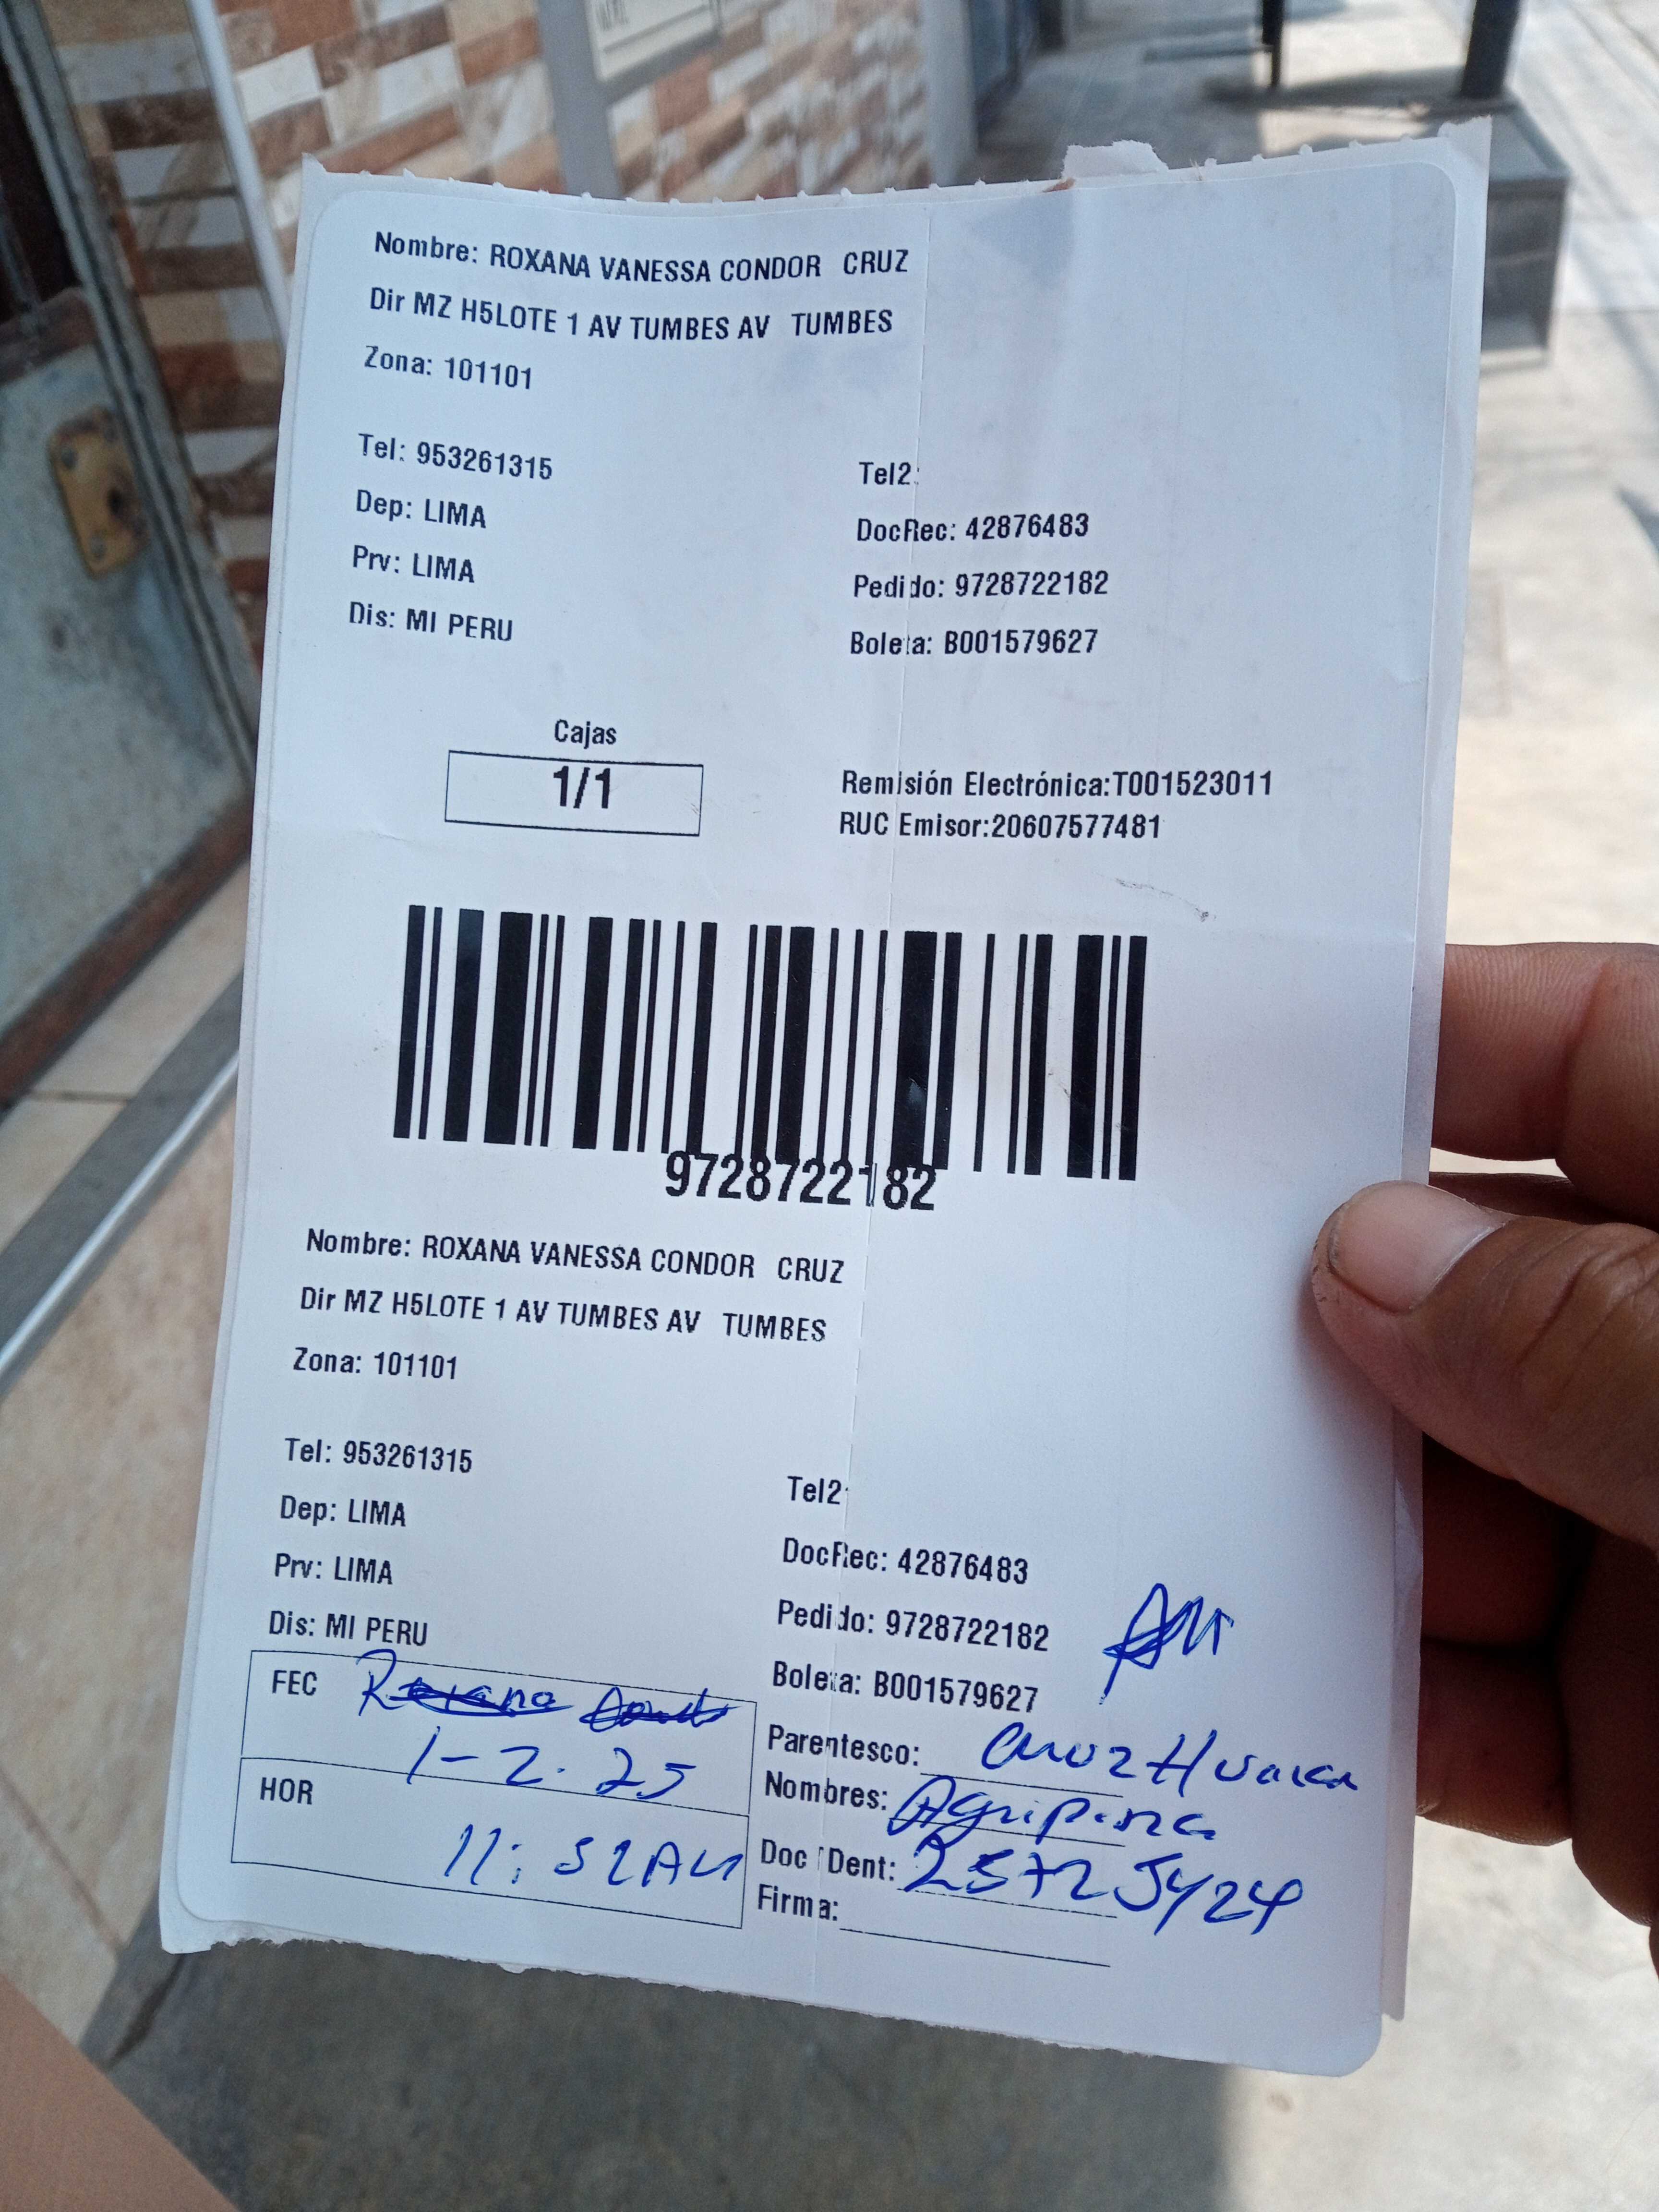 Nombre: ROXANA VANESSA CONDOR CRUZ
Dir MZ H5LOTE 1 AV TUMBES AV TUMBES
Zona: 101101
Tel: 953261315 Tel2:
Dep: LIMA DocRec: 42876483
Prv: LIMA Pedido: 9728722182
Dis: MI PERU Boleta: B001579627
Cajas
1/1
Remisión Electrónica:T001523011
RUC Emisor:20607577481
9728722182
Nombre: ROXANA VANESSA CONDOR CRUZ
Dir MZ H5LOTE 1 AV TUMBES AV TUMBES
Zona: 101101
Tel: 953261315 Tel2:
Dep: LIMA DocRec: 42876483
Prv: LIMA Pedido: 9728722182
Dis: MI PERU Boleta: B001579627
FEC
1-2.25
HOR
11:52AM
Parentesco: Cruz
Nombres: Agripina
Doc Dent: 25725424
Firma: